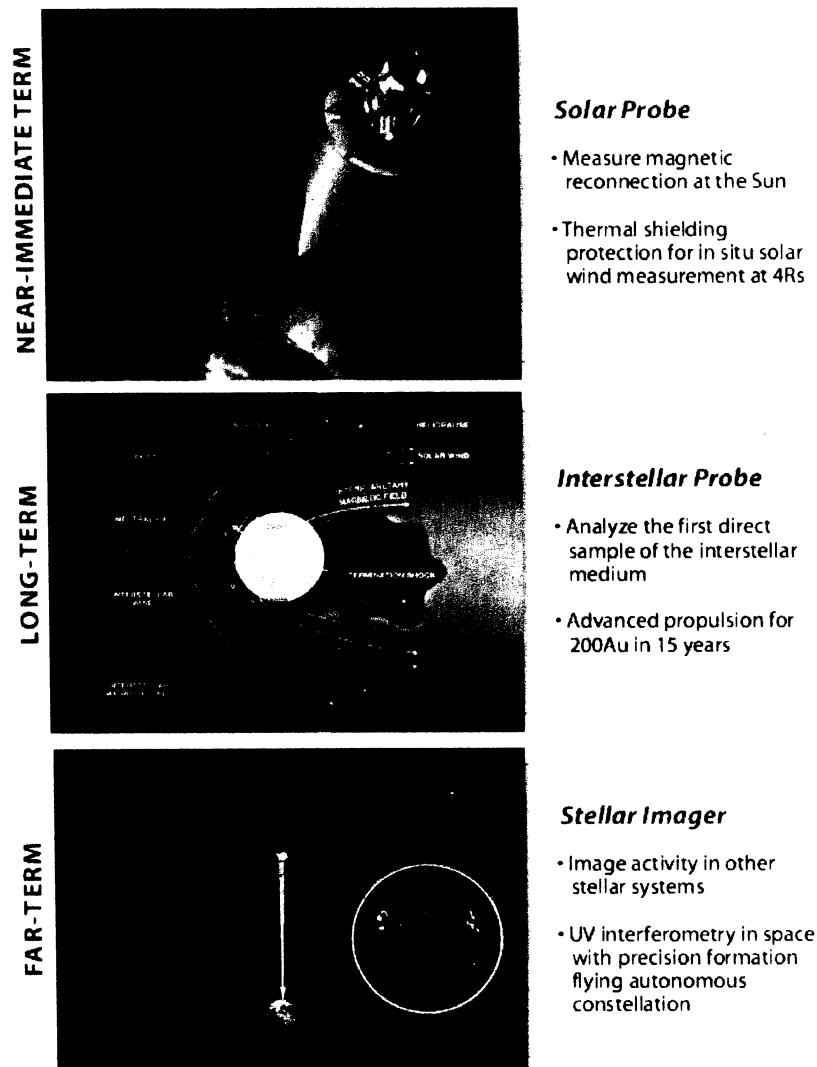 NEAR-IMMEDIATE TERM
Solar Probe
• Measure magnetic
reconnection at the Sun
• Thermal shielding
protection for in situ solar
wind measurement at 4Rs
LONG-TERM
SOLAR WIND
MAGNETIC FIELD
TERMINATION SHOCK
INTERSTELLAR
Interstellar Probe
• Analyze the first direct
sample of the interstellar
medium
• Advanced propulsion for
200Au in 15 years
FAR-TERM
Stellar Imager
• Image activity in other
stellar systems
• UV interferometry in space
with precision formation
flying autonomous
constellation